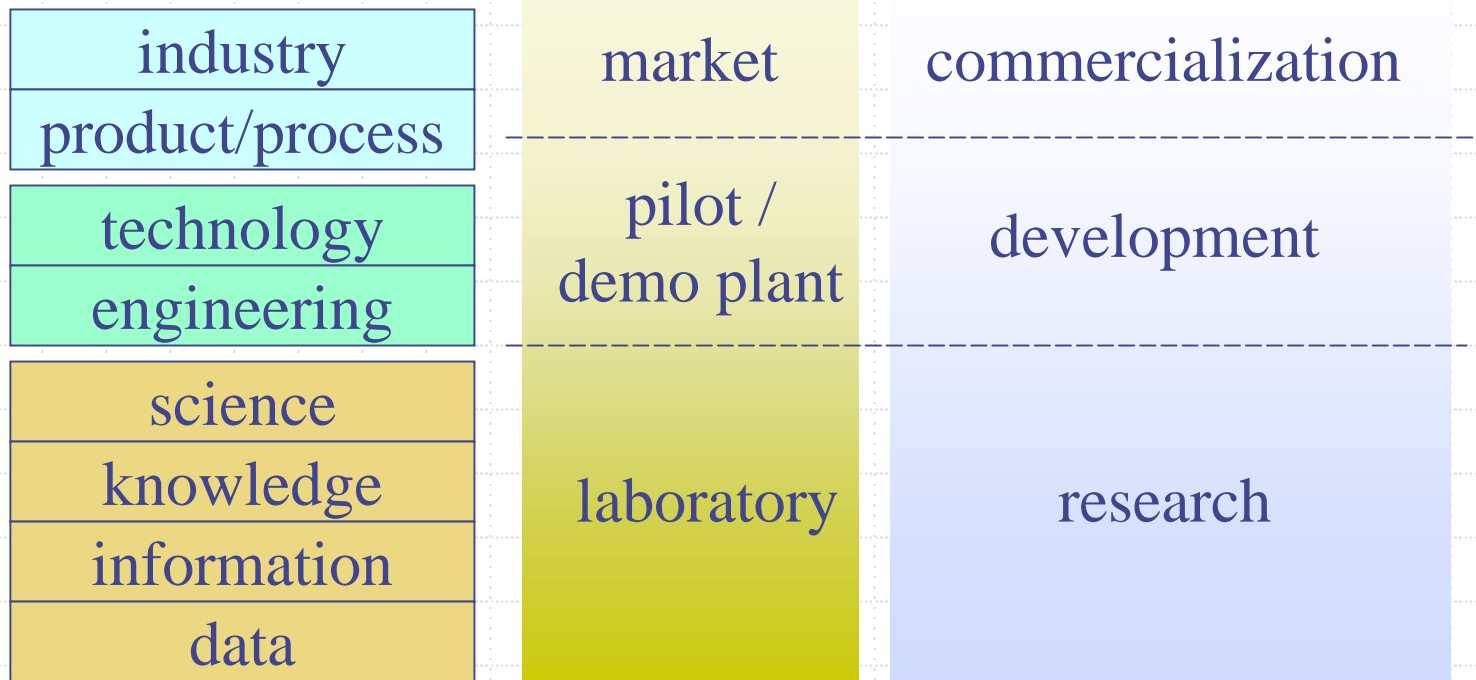 industry
product/process
technology
engineering
science
knowledge
information
data
market
pilot /
demo plant
laboratory
commercialization
development
research